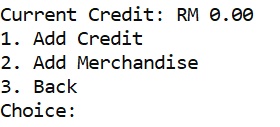 Current Credit: RM 0.00
1. Add Credit
2. Add Merchandise
3. Back
Choice: